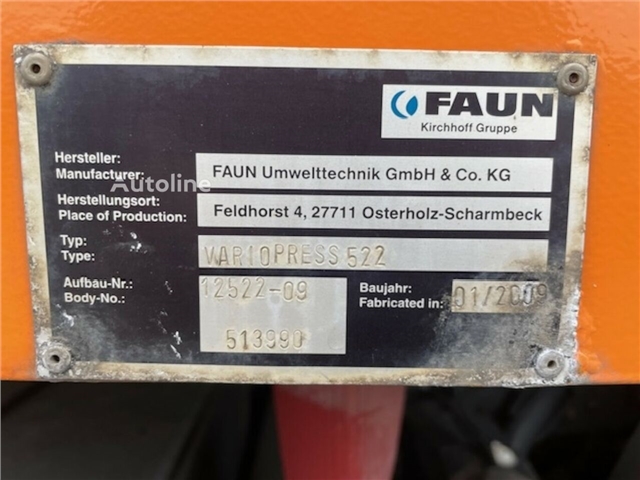 FAUN
Kirchhoff Gruppe
Autoline
Hersteller:
Manufacturer:
FAUN Umwelttechnik GmbH & Co. KG
Herstellungsort:
Place of Production:
Feldhorst 4, 27711 Osterholz-Scharmbeck
Typ:
Type:
VARIOPRESS 522
Aufbau-Nr.:
Body-No.:
12522-09
513990
Baujahr:
Fabricated in:
01/2009